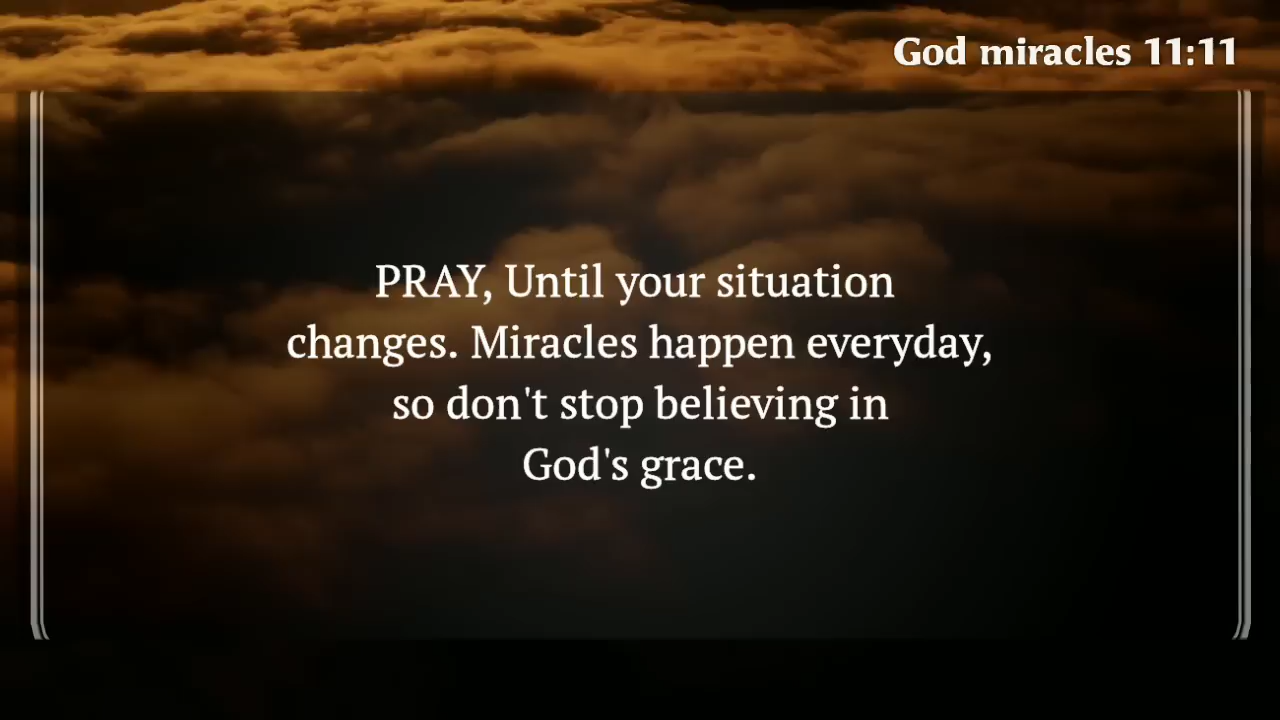 God miracles 11:11
PRAY, Until your situation
changes. Miracles happen everyday,
so don't stop believing in
God's grace.